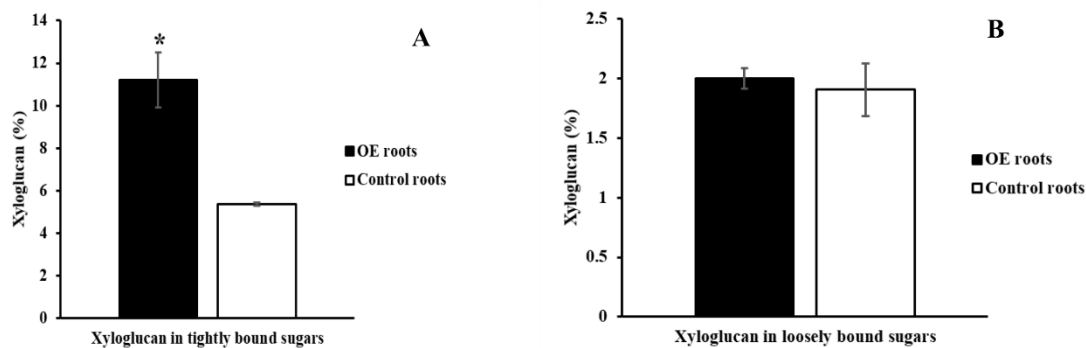 A
Xyloglucan (%)
14
12
10
8
6
4
2
0
*
OE roots
Control roots
Xyloglucan in tightly bound sugars
B
Xyloglucan (%)
2.5
2
1.5
1
0.5
0
OE roots
Control roots
Xyloglucan in loosely bound sugars